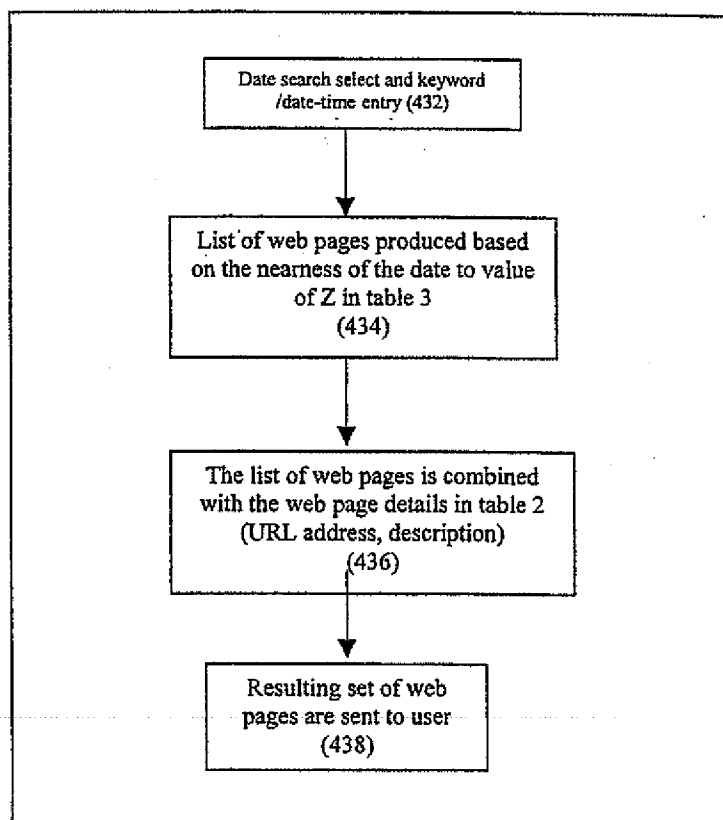 Date search select and keyword
/date-time entry (432)
List of web pages produced based
on the nearness of the date to value
of Z in table 3
(434)
The list of web pages is combined
with the web page details in table 2
(URL address, description)
(436)
Resulting set of web
pages are sent to user
(438)